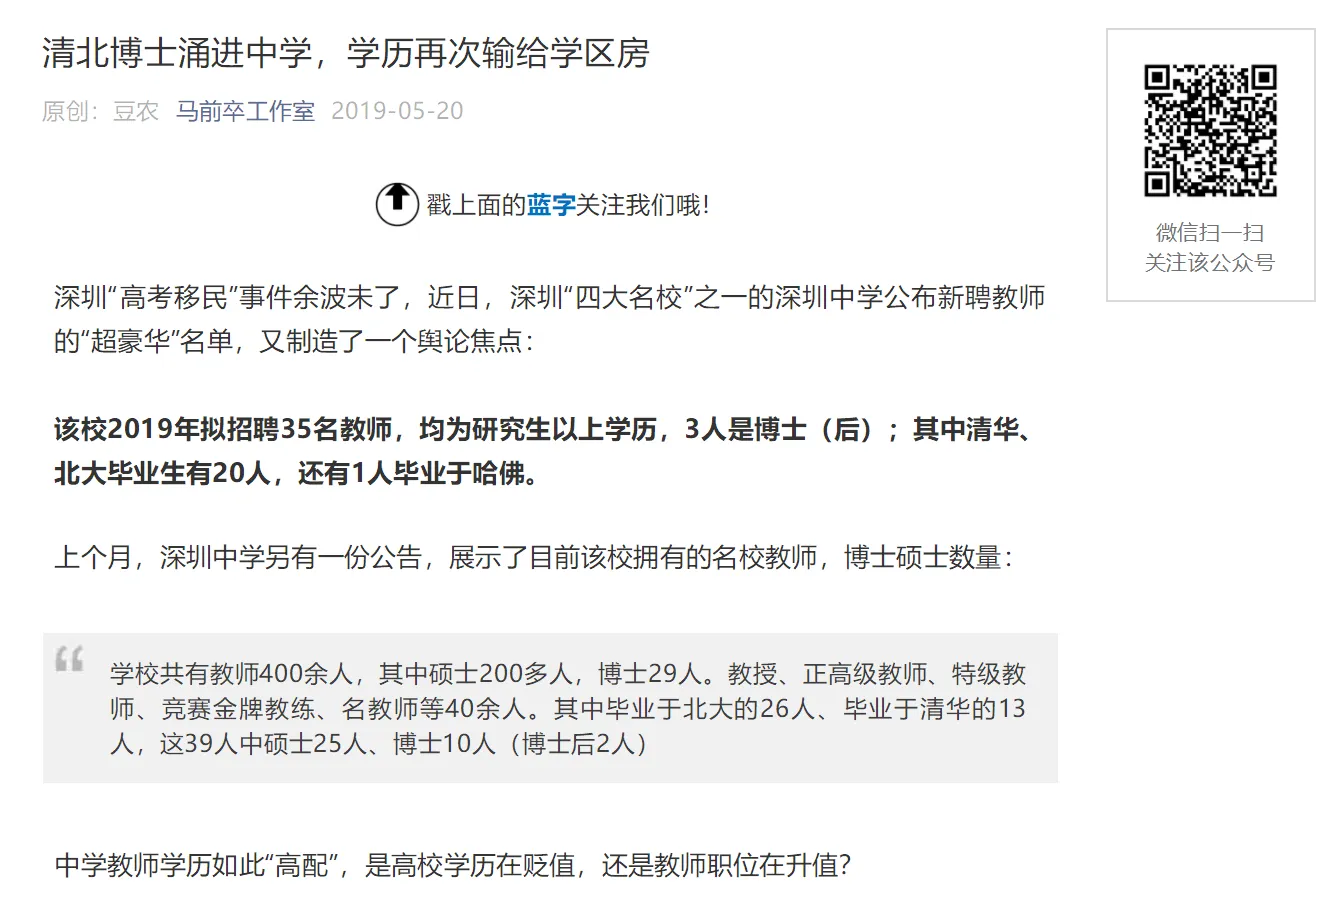 清北博士涌进中学，学历再次输给学区房
原创：豆农 马前卒工作室 2019-05-20
戳上面的蓝字关注我们哦！
深圳“高考移民”事件余波未了，近日，深圳“四大名校”之一的深圳中学公布新聘教师
的“超豪华”名单，又制造了一个舆论焦点：
该校2019年拟招聘35名教师，均为研究生以上学历，3人是博士（后）；其中清华、
北大毕业生有20人，还有1人毕业于哈佛。
上个月，深圳中学另有一份公告，展示了目前该校拥有的名校教师，博士硕士数量：
学校共有教师400余人，其中硕士200多人，博士29人。教授、正高级教师、特级教
师、竞赛金牌教练、名教师等40余人。其中毕业于北大的26人、毕业于清华的13
人，这39人中硕士25人、博士10人（博士后2人）
中学教师学历如此“高配”，是高校学历在贬值，还是教师职位在升值？
微信扫一扫
关注该公众号